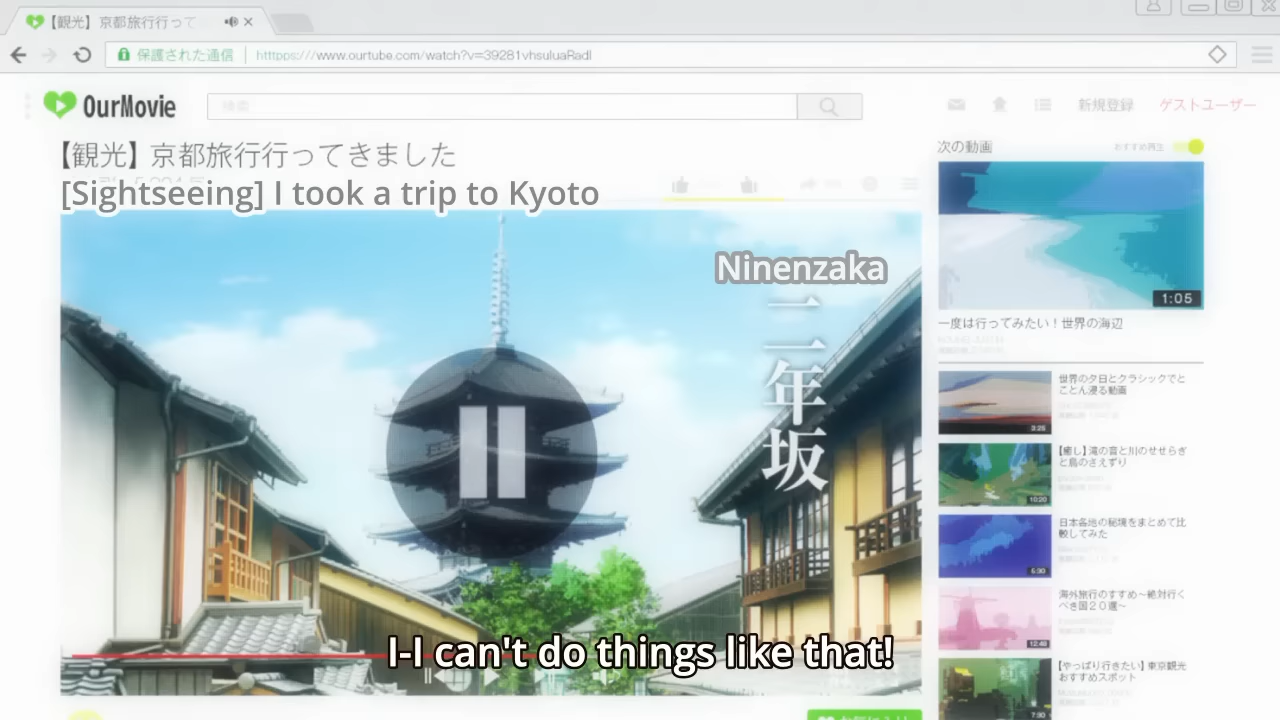 【観光】京都旅行行って
保護された通信
htttpps:///www.ourtube.com/watch?v=39281vhsuluaRadl
OurMovie
検索
新規登録
ゲストユーザー
【観光】京都旅行行ってきました
[Sightseeing] I took a trip to Kyoto
Ninenzaka
二年坂
I-I can't do things like that!
次の動画
おすすめ再生
1:05
一度は行ってみたい！世界の海辺
世界の夕日とクラシックでと
ことん浸る動画
3:25
【癒し】滝の音と川のせせらぎ
と鳥のさえずり
10:20
日本各地の秘境をまとめて比
較してみた
5:30
海外旅行のすすめ～絶対行く
べき国２０選～
12:48
【やっぱり行きたい】東京観光
おすすめスポット
7:30